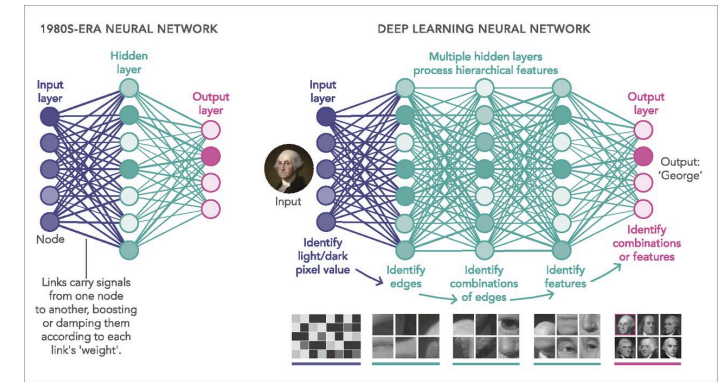 1980S-ERA NEURAL NETWORK
Hidden
layer
Input
layer
Output
layer
Node
Links carry signals
from one node
to another, boosting
or damping them
according to each
link's 'weight'.
DEEP LEARNING NEURAL NETWORK
Multiple hidden layers
process hierarchical features
Input
layer
Output
layer
Input
Output:
'George'
Identify
light/dark
pixel value
Identify
edges
Identify
combinations
of edges
Identify
features
Identify
combinations
or features